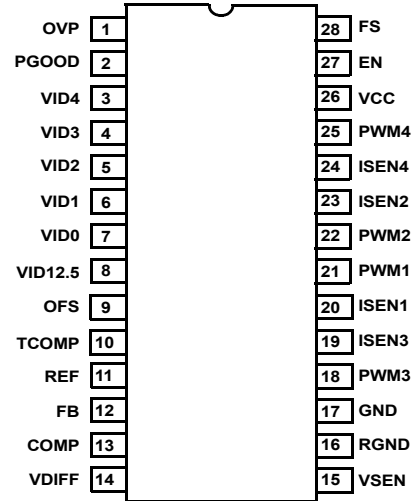 OVP 1 28 FS
PGOOD 2 27 EN
VID4 3 26 VCC
VID3 4 25 PWM4
VID2 5 24 ISEN4
VID1 6 23 ISEN2
VID0 7 22 PWM2
VID12.5 8 21 PWM1
OFS 9 20 ISEN1
TCOMP 10 19 ISEN3
REF 11 18 PWM3
FB 12 17 GND
COMP 13 16 RGND
VDIFF 14 15 VSEN